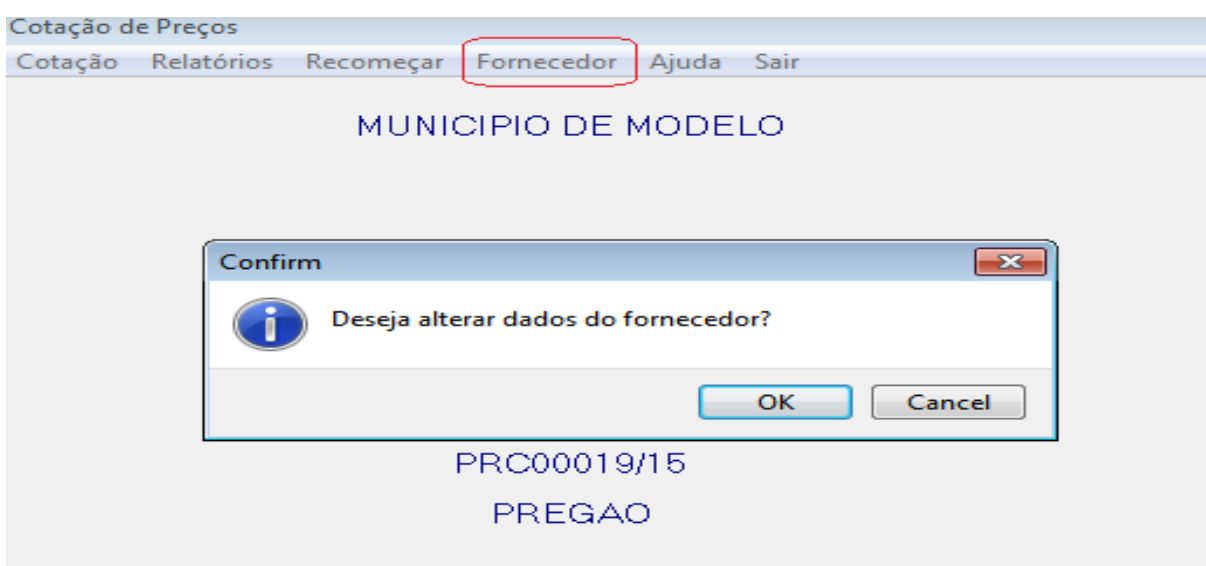 Cotação de Preços
Cotação Relatórios Recomeçar Fornecedor Ajuda Sair
MUNICIPIO DE MODELO
Confirm
Deseja alterar dados do fornecedor?
OK Cancel
PRC00019/15
PREGAO